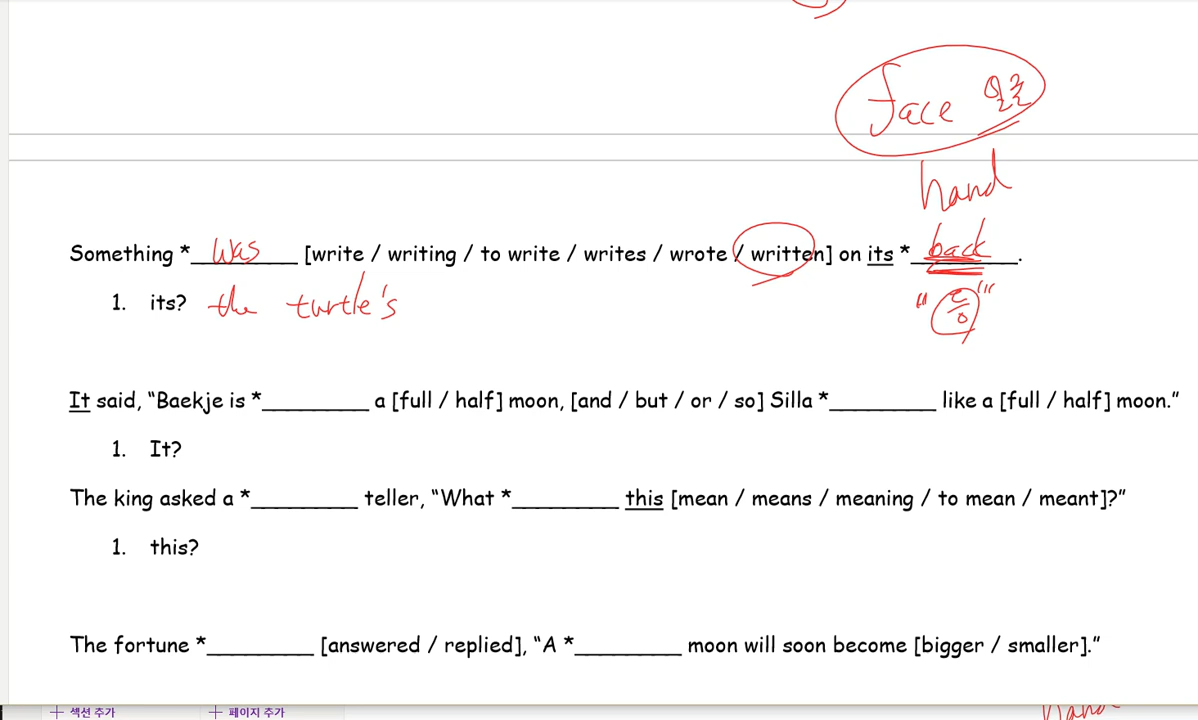 face 앞
hand
Something *_________ was [write / writing / to write / writes / wrote / written] on its *_________ back.
1. its? the turtle's
"등"
It said, "Baekje is *_________ a [full / half] moon, [and / but / or / so] Silla *_________ like a [full / half] moon."
1. It?
The king asked a *_________ teller, "What *_________ this [mean / means / meaning / to mean / meant]?"
1. this?
The fortune *_________ [answered / replied], "A *_________ moon will soon become [bigger / smaller]."
섹션 추가 페이지 추가
hand